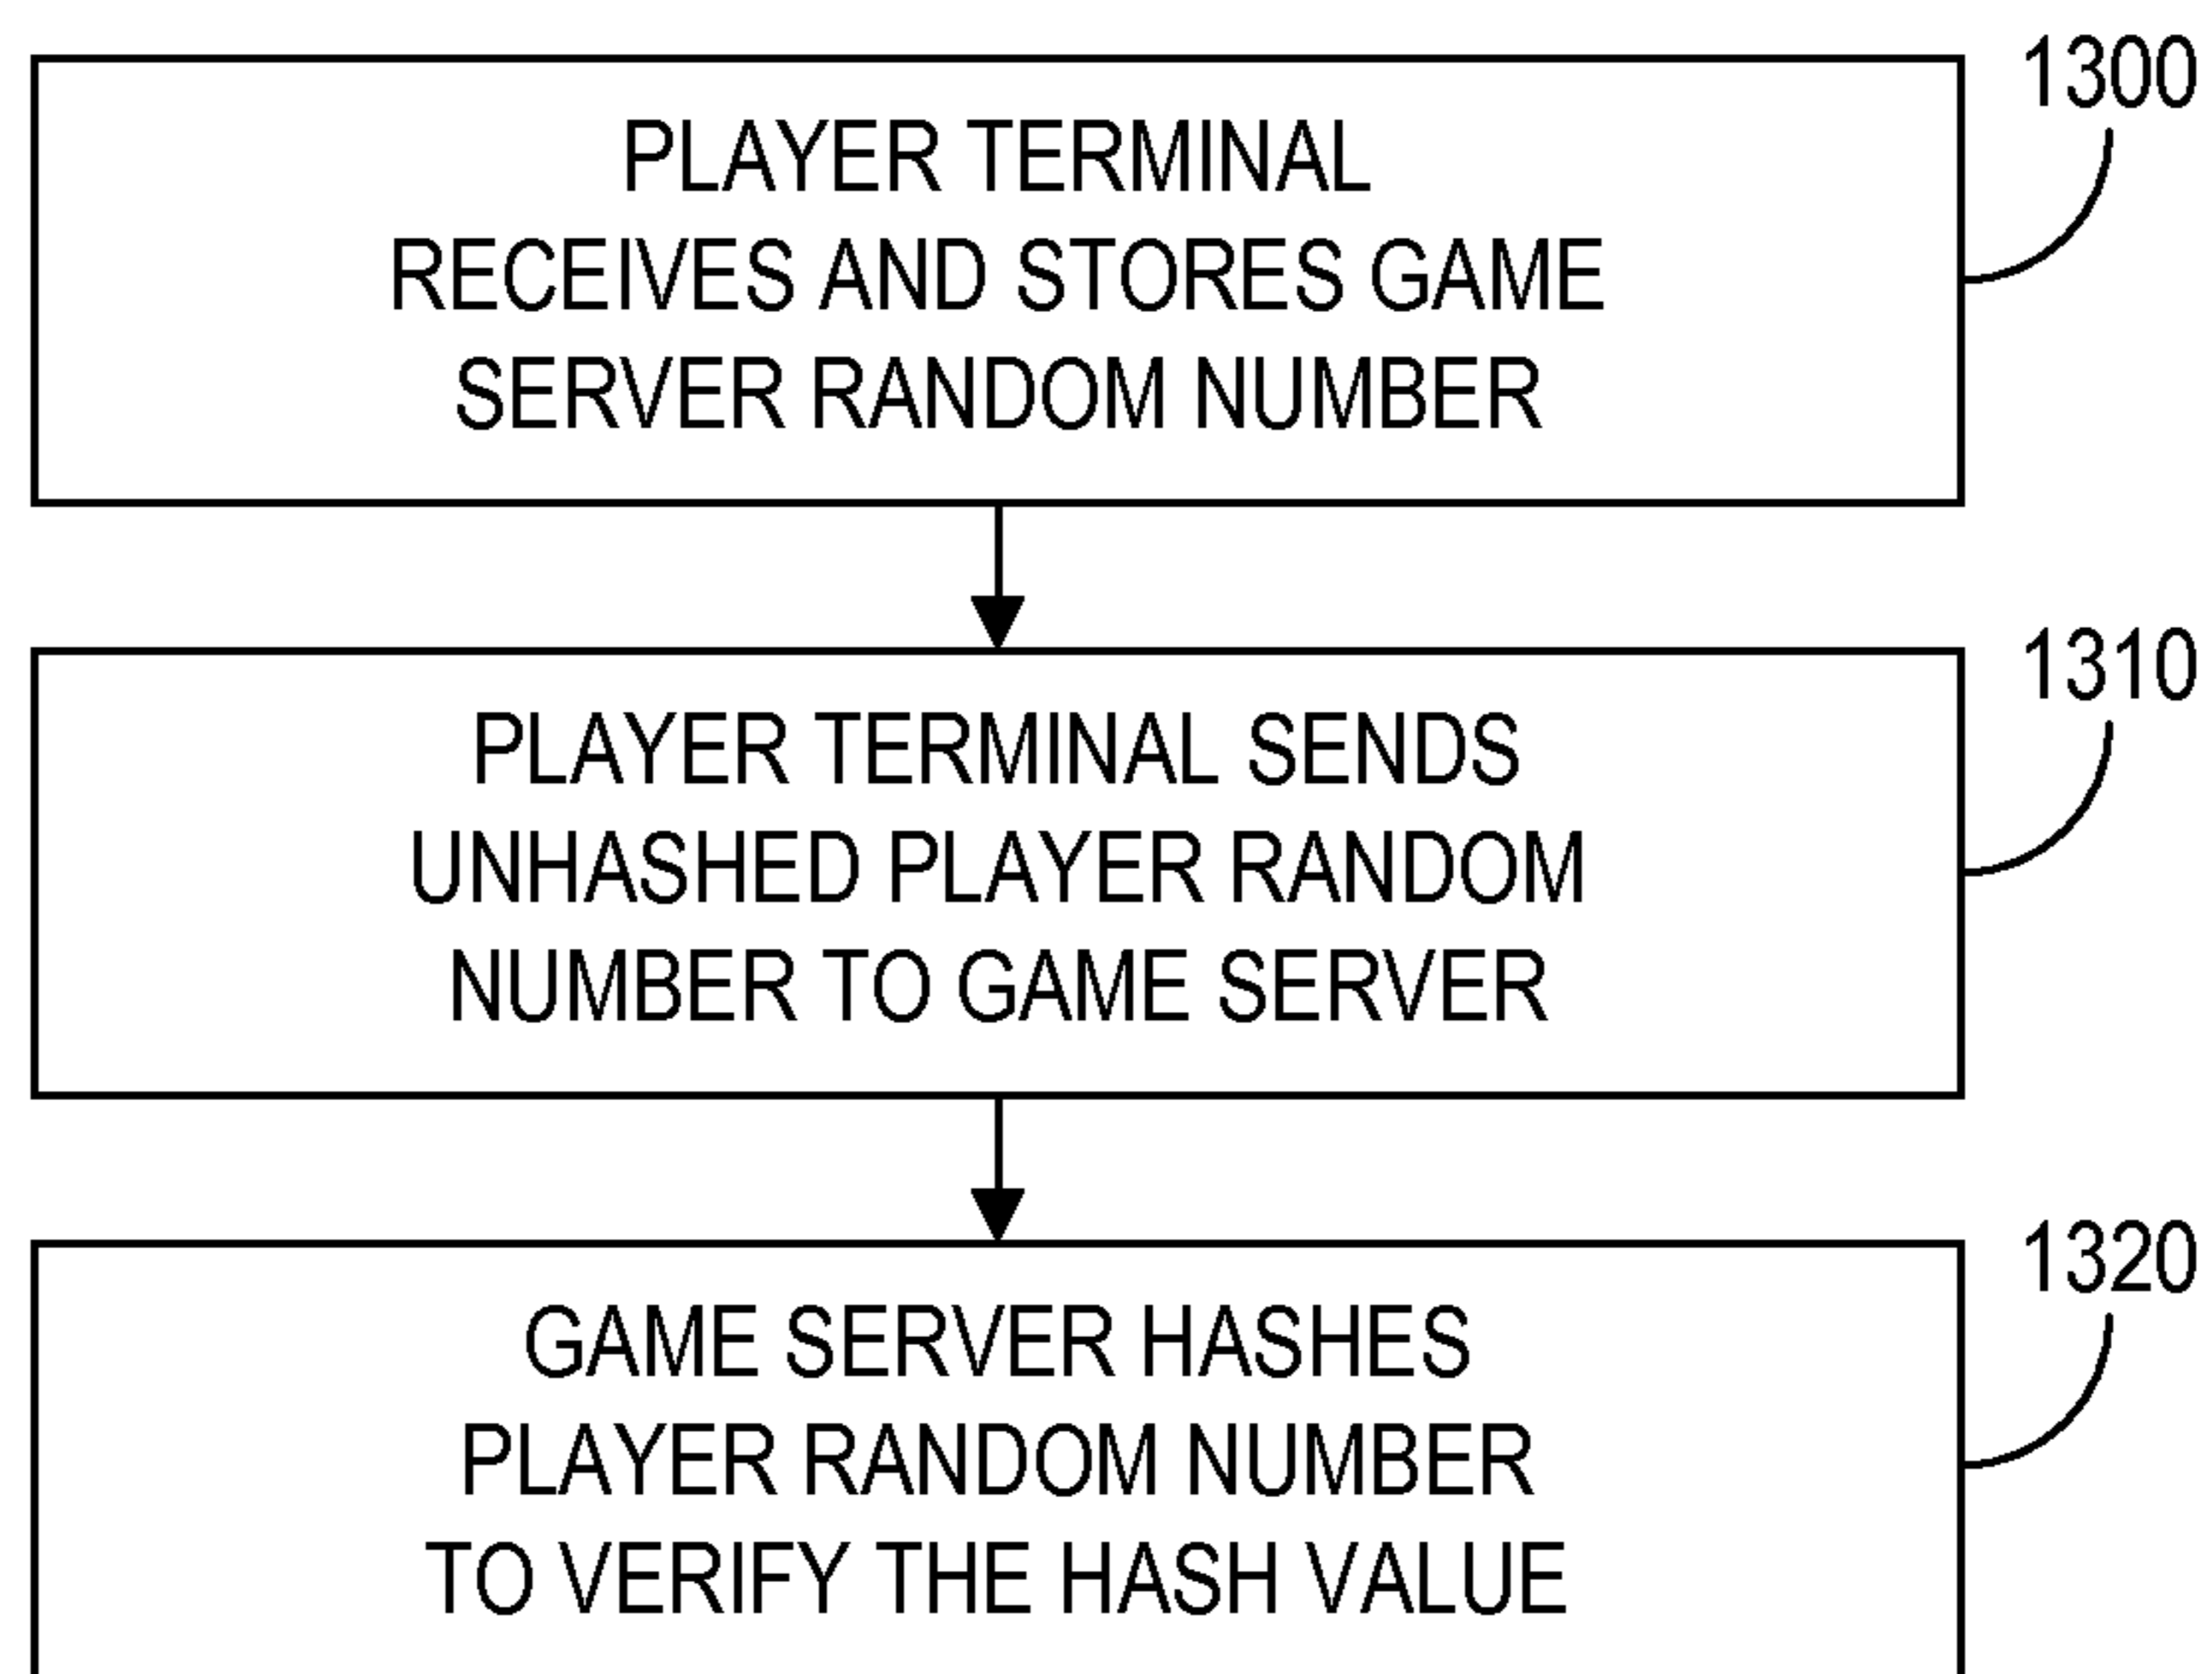 1300
PLAYER TERMINAL
RECEIVES AND STORES GAME
SERVER RANDOM NUMBER
1310
PLAYER TERMINAL SENDS
UNHASHED PLAYER RANDOM
NUMBER TO GAME SERVER
1320
GAME SERVER HASHES
PLAYER RANDOM NUMBER
TO VERIFY THE HASH VALUE